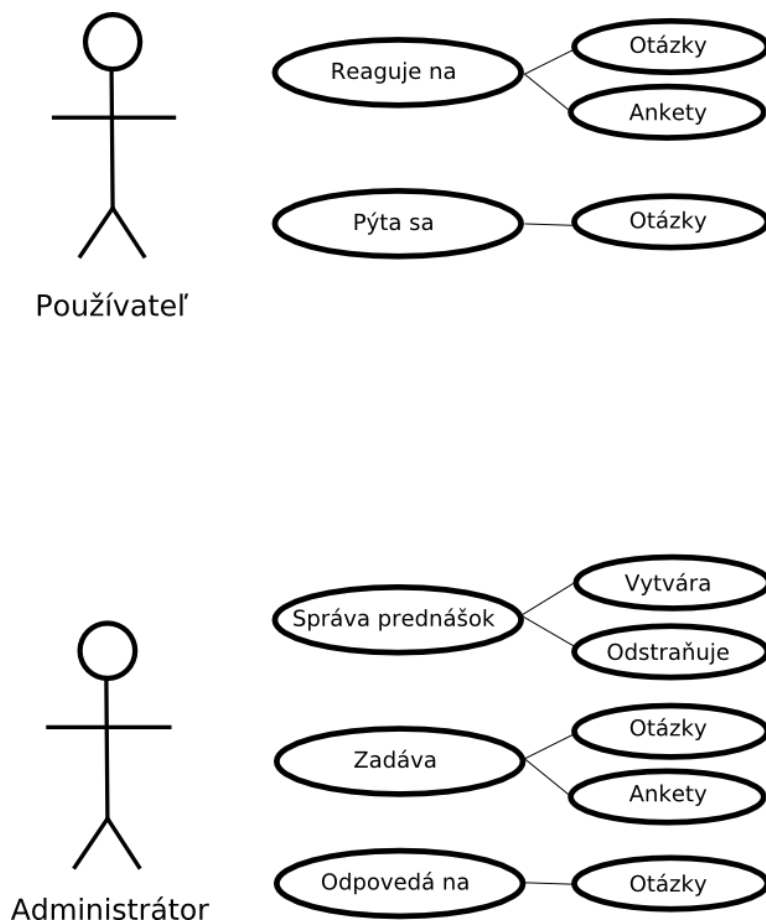 Reaguje na
Otázky
Ankety
Pýta sa
Otázky
Používateľ
Správa prednášok
Vytvára
Odstraňuje
Zadáva
Otázky
Ankety
Odpovedá na
Otázky
Administrátor